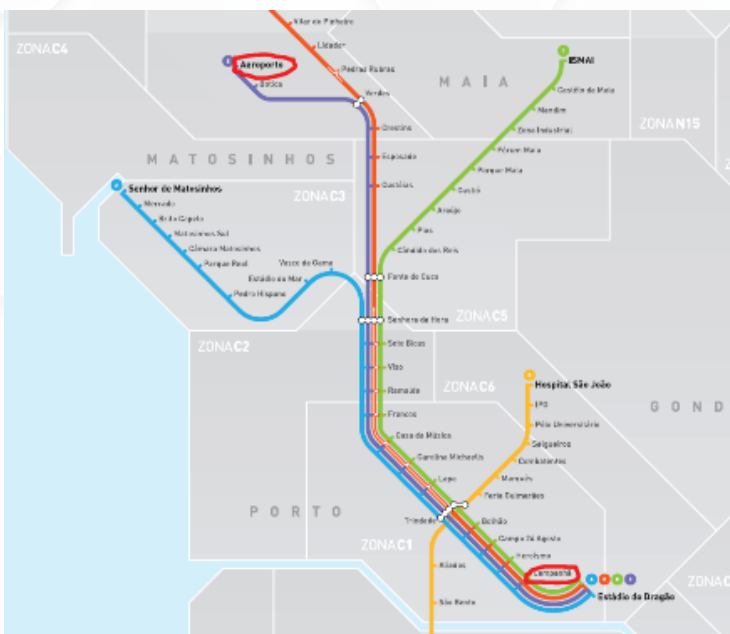 Vilar do Pinheiro
Lidador
Pedras Rubras
Verdes
ZONA C4
Aeroporto
Botica
ISMAI
MAIA
Castêlo da Maia
Mandim
Zona Industrial
Fórum Maia
Parque Maia
Custió
Araújo
Pias
Cândido dos Reis
ZONA N15
Crestins
Esposade
Custóias
MATOSINHOS
ZONA C3
Senhor de Matosinhos
Mercado
Brito Capelo
Matosinhos Sul
Câmara Matosinhos
Parque Real
Pedro Hispano
Estádio do Mar
Vasco da Gama
Fonte do Cuco
Senhora da Hora
ZONA C5
ZONA C2
Sete Bicas
Viso
Ramalde
Francos
Casa da Música
Carolina Michaelis
Lapa
Trindade
ZONA C6
Hospital São João
IPO
Pólo Universitário
Salgueiros
Combatentes
Marquês
Faria Guimarães
GOND
PORTO
ZONA C1
Bolhão
Campo 24 Agosto
Heroísmo
Campanhã
Estádio do Dragão
Aliados
São Bento
ZONA C